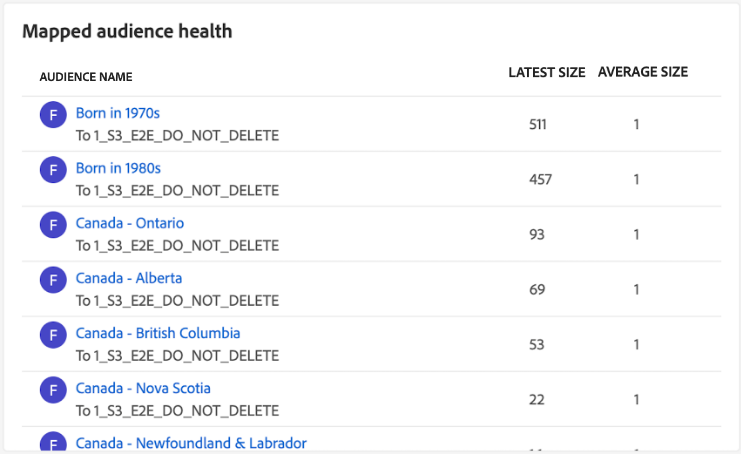 Mapped audience health
AUDIENCE NAME LATEST SIZE AVERAGE SIZE
F Born in 1970s
To 1_S3_E2E_DO_NOT_DELETE 511 1
F Born in 1980s
To 1_S3_E2E_DO_NOT_DELETE 457 1
F Canada - Ontario
To 1_S3_E2E_DO_NOT_DELETE 93 1
F Canada - Alberta
To 1_S3_E2E_DO_NOT_DELETE 69 1
F Canada - British Columbia
To 1_S3_E2E_DO_NOT_DELETE 53 1
F Canada - Nova Scotia
To 1_S3_E2E_DO_NOT_DELETE 22 1
F Canada - Newfoundland & Labrador